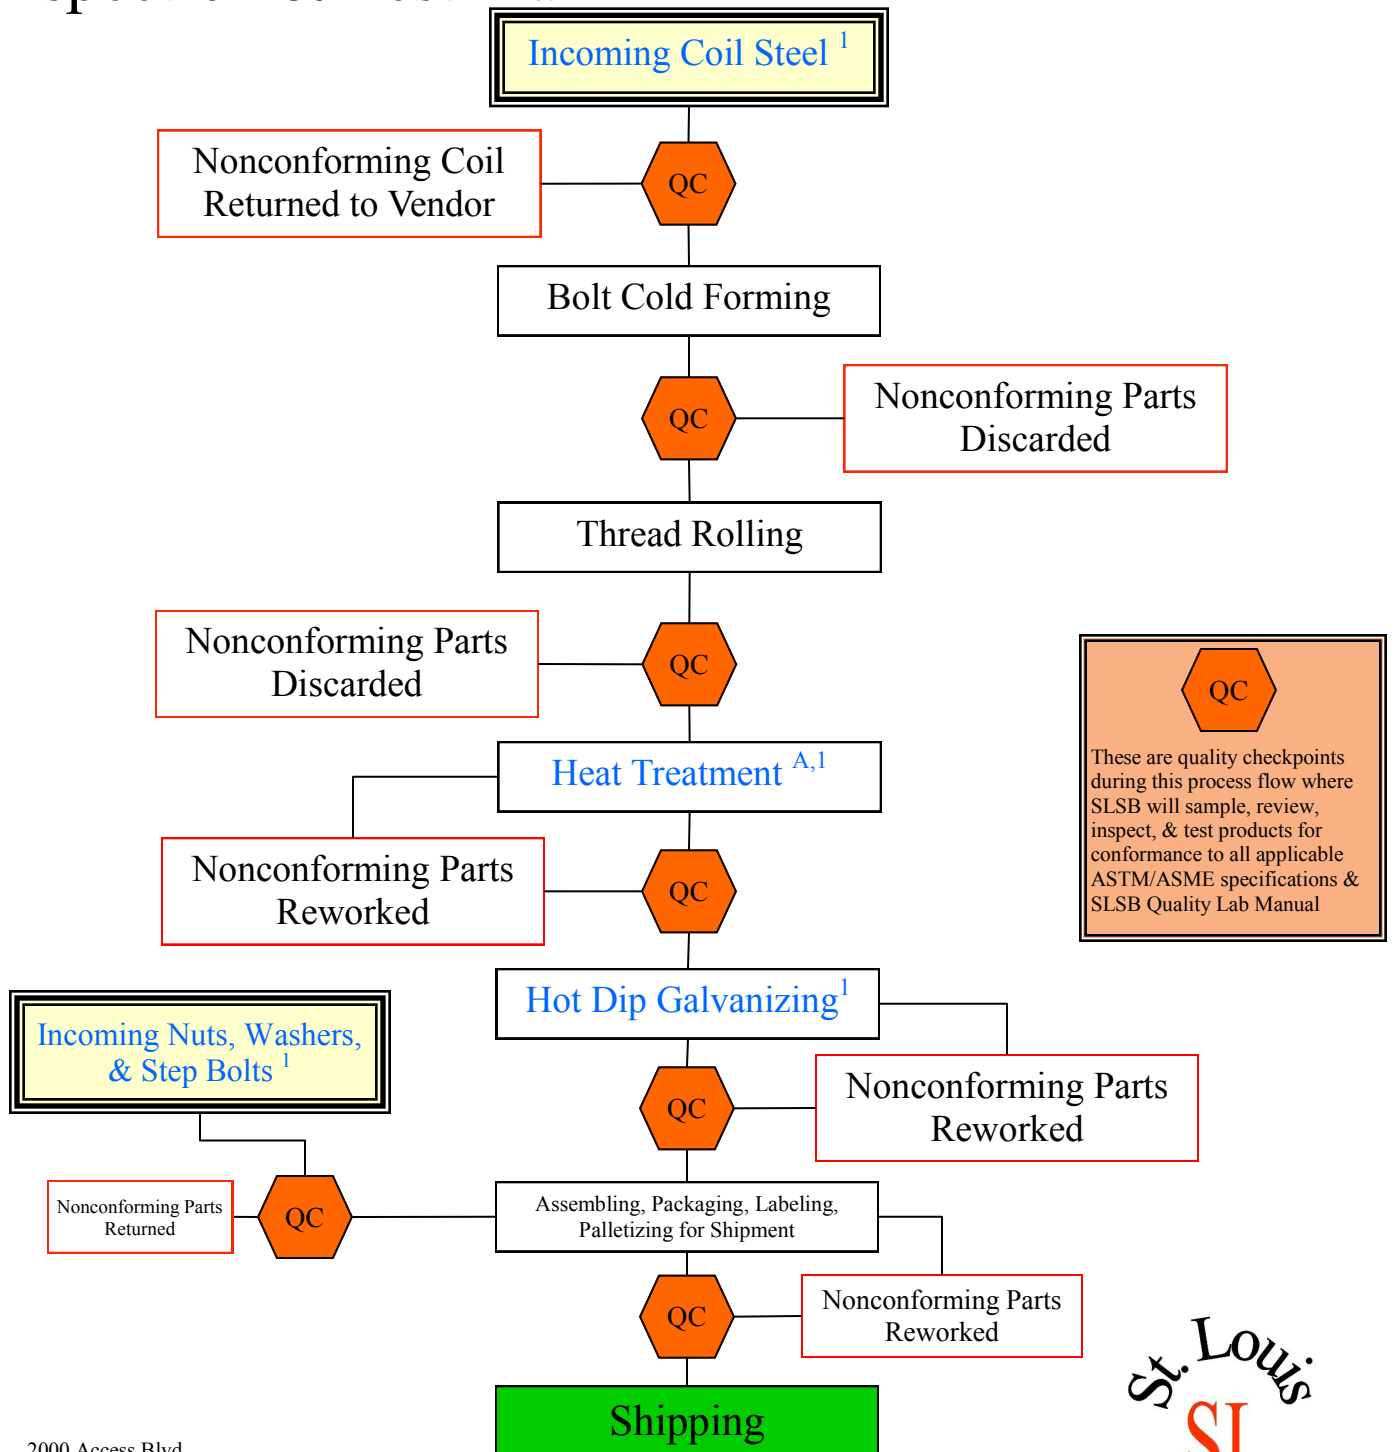 Incoming Coil Steel 1
Nonconforming Coil
Returned to Vendor
QC
Bolt Cold Forming
QC
Nonconforming Parts
Discarded
Thread Rolling
Nonconforming Parts
Discarded
QC
QC
These are quality checkpoints
during this process flow where
SLSB will sample, review,
inspect, & test products for
conformance to all applicable
ASTM/ASME specifications &
SLSB Quality Lab Manual
Heat Treatment A,1
Nonconforming Parts
Reworked
QC
Hot Dip Galvanizing1
Incoming Nuts, Washers,
& Step Bolts 1
QC
Nonconforming Parts
Reworked
Nonconforming Parts
Returned
QC
Assembling, Packaging, Labeling,
Palletizing for Shipment
QC
Nonconforming Parts
Reworked
Shipping
St. Louis
2000 Access Blvd